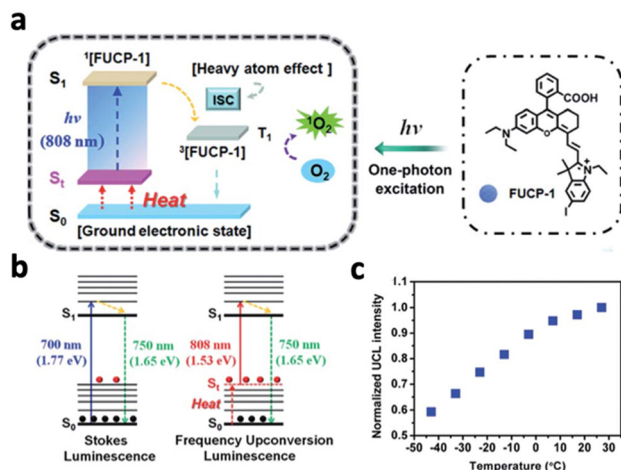 a
S₁
¹[FUCP-1]
[Heavy atom effect ]
ISC
hν
(808 nm)
³[FUCP-1]
T₁
¹O₂
O₂
Sₜ
Heat
S₀
[Ground electronic state]
hν
One-photon
excitation
COOH
N
O
N⁺
I
FUCP-1
b
S₁
700 nm
(1.77 eV)
750 nm
(1.65 eV)
S₀
Stokes
Luminescence
808 nm
(1.53 eV)
750 nm
(1.65 eV)
Sₜ
Heat
S₀
Frequency Upconversion
Luminescence
c
Normalized UCL intensity
1.1
1.0
0.9
0.8
0.7
0.6
0.5
-50 -40 -30 -20 -10 0 10 20 30
Temperature (°C)